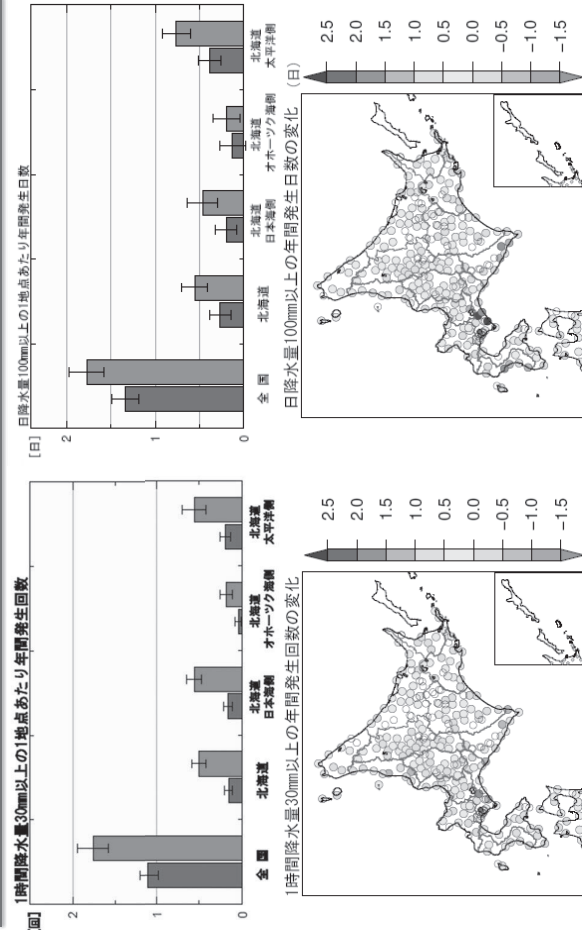 1時間降水量30mm以上の1地点あたり年間発生回数
[回]
2
1
0
全 国
北海道
北海道
日本海側
北海道
オホーツク海側
北海道
太平洋側
1時間降水量30mm以上の年間発生回数の変化
2.5
2.0
1.5
1.0
0.5
0.0
−0.5
−1.0
−1.5
日降水量100mm以上の1地点あたり年間発生日数
[日]
2
1
0
全 国
北海道
北海道
日本海側
北海道
オホーツク海側
北海道
太平洋側
日降水量100mm以上の年間発生日数の変化
(日)
2.5
2.0
1.5
1.0
0.5
0.0
−0.5
−1.0
−1.5